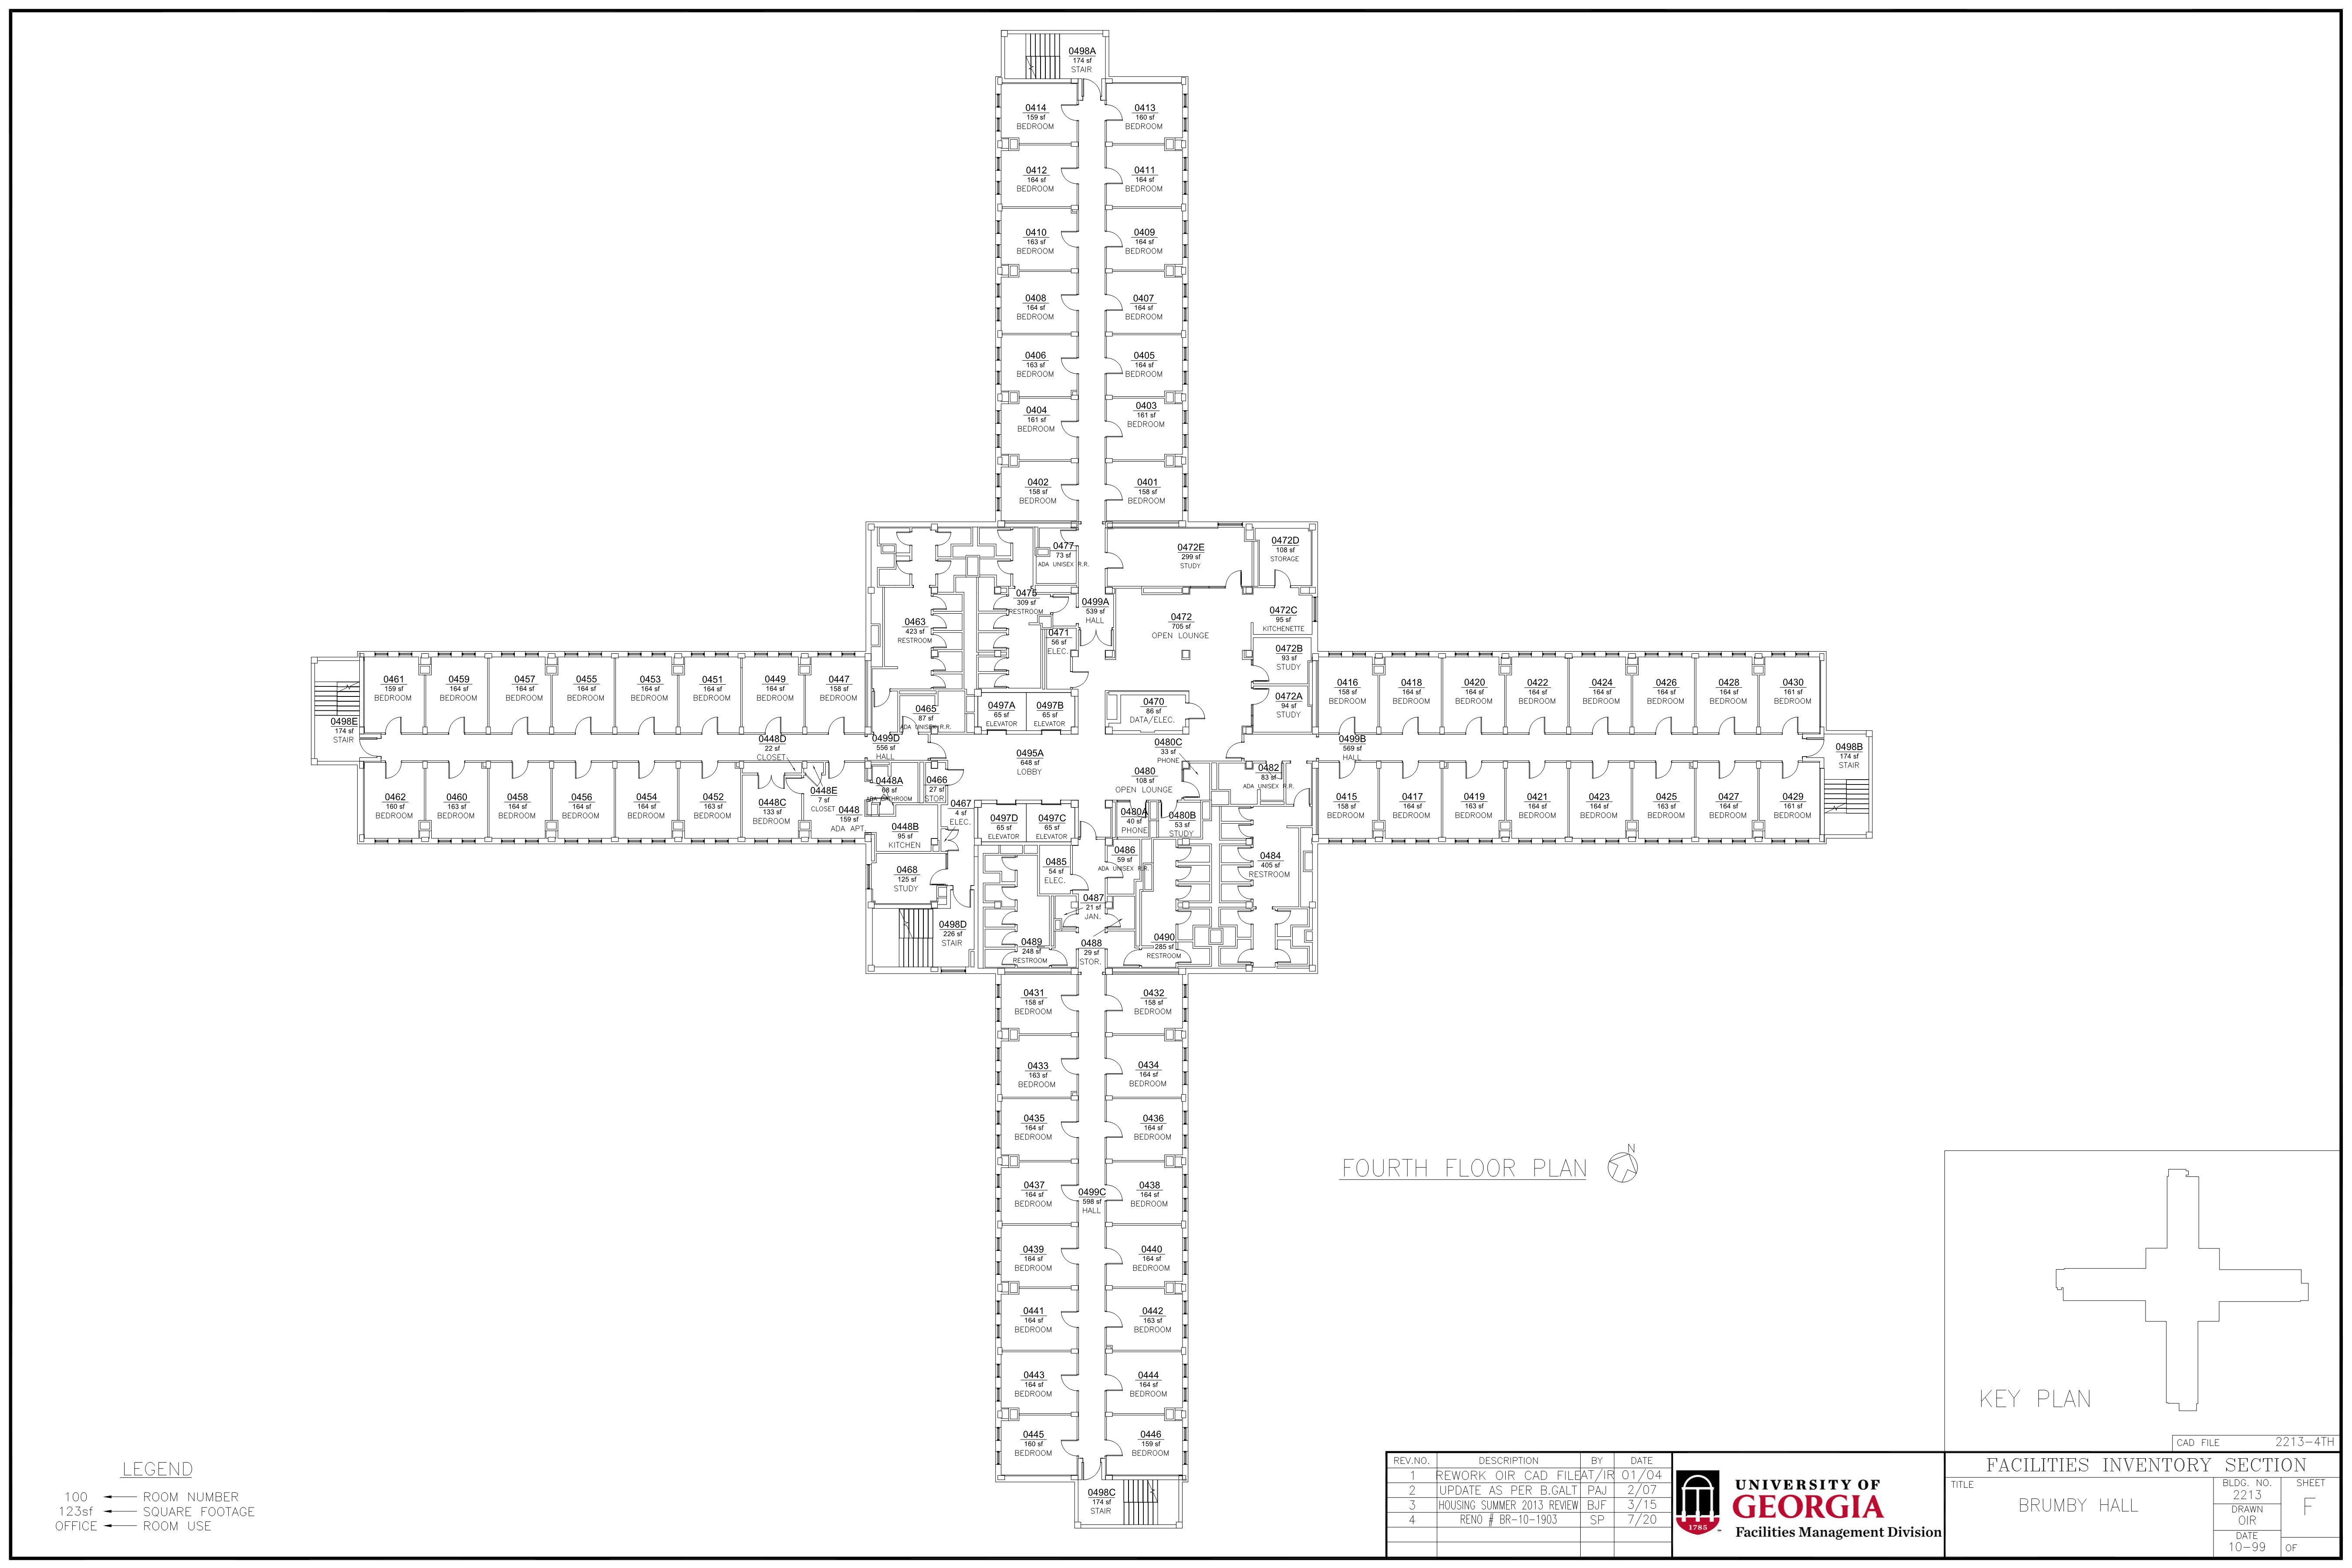 0498A
174 sf
STAIR
0414
159 sf
BEDROOM
0413
160 sf
BEDROOM
0412
164 sf
BEDROOM
0411
164 sf
BEDROOM
0410
163 sf
BEDROOM
0409
164 sf
BEDROOM
0408
164 sf
BEDROOM
0407
164 sf
BEDROOM
0406
163 sf
BEDROOM
0405
164 sf
BEDROOM
0404
161 sf
BEDROOM
0403
161 sf
BEDROOM
0402
158 sf
BEDROOM
0401
158 sf
BEDROOM
0477
73 sf
ADA UNISEX R.R.
0472E
299 sf
STUDY
0472D
108 sf
STORAGE
0475
309 sf
RESTROOM
0499A
539 sf
HALL
0463
423 sf
RESTROOM
0471
56 sf
ELEC.
0472
705 sf
OPEN LOUNGE
0472C
95 sf
KITCHENETTE
0472B
93 sf
STUDY
0472A
94 sf
STUDY
0461
159 sf
BEDROOM
0459
164 sf
BEDROOM
0457
164 sf
BEDROOM
0455
164 sf
BEDROOM
0453
164 sf
BEDROOM
0451
164 sf
BEDROOM
0449
164 sf
BEDROOM
0447
158 sf
BEDROOM
0465
87 sf
ADA UNISEX R.R.
0497A
65 sf
ELEVATOR
0497B
65 sf
ELEVATOR
0470
86 sf
DATA/ELEC.
0416
158 sf
BEDROOM
0418
164 sf
BEDROOM
0420
164 sf
BEDROOM
0422
164 sf
BEDROOM
0424
164 sf
BEDROOM
0426
164 sf
BEDROOM
0428
164 sf
BEDROOM
0430
161 sf
BEDROOM
0498E
174 sf
STAIR
0448D
22 sf
CLOSET
0499D
556 sf
HALL
0495A
648 sf
LOBBY
0480C
33 sf
PHONE
0499B
569 sf
HALL
0498B
174 sf
STAIR
0462
160 sf
BEDROOM
0460
163 sf
BEDROOM
0458
164 sf
BEDROOM
0456
164 sf
BEDROOM
0454
164 sf
BEDROOM
0452
163 sf
BEDROOM
0448C
133 sf
BEDROOM
0448E
7 sf
CLOSET
0448
159 sf
ADA APT.
0448A
68 sf
ADA BATHROOM
0466
27 sf
STOR.
0467
4 sf
ELEC.
0448B
95 sf
KITCHEN
0468
125 sf
STUDY
0497D
65 sf
ELEVATOR
0497C
65 sf
ELEVATOR
0480
108 sf
OPEN LOUNGE
0480A
40 sf
PHONE
0480B
53 sf
STUDY
0482
83 sf
ADA UNISEX R.R.
0415
158 sf
BEDROOM
0417
164 sf
BEDROOM
0419
163 sf
BEDROOM
0421
164 sf
BEDROOM
0423
164 sf
BEDROOM
0425
163 sf
BEDROOM
0427
164 sf
BEDROOM
0429
161 sf
BEDROOM
0485
54 sf
ELEC.
0486
59 sf
ADA UNISEX R.R.
0484
405 sf
RESTROOM
0487
21 sf
JAN.
0498D
226 sf
STAIR
0489
248 sf
RESTROOM
0488
29 sf
STOR.
0490
285 sf
RESTROOM
0431
158 sf
BEDROOM
0432
158 sf
BEDROOM
0433
163 sf
BEDROOM
0434
164 sf
BEDROOM
0435
164 sf
BEDROOM
0436
164 sf
BEDROOM
0437
164 sf
BEDROOM
0499C
598 sf
HALL
0438
164 sf
BEDROOM
0439
164 sf
BEDROOM
0440
164 sf
BEDROOM
0441
164 sf
BEDROOM
0442
163 sf
BEDROOM
0443
164 sf
BEDROOM
0444
164 sf
BEDROOM
0445
160 sf
BEDROOM
0446
159 sf
BEDROOM
0498C
174 sf
STAIR
FOURTH FLOOR PLAN
N
KEY PLAN
CAD FILE 2213-4TH
LEGEND
100 ROOM NUMBER
123sf SQUARE FOOTAGE
OFFICE ROOM USE
REV.NO. DESCRIPTION BY DATE
1 REWORK OIR CAD FILE AT/IR 01/04
2 UPDATE AS PER B.GALT PAJ 2/07
3 HOUSING SUMMER 2013 REVIEW BJF 3/15
4 RENO # BR-10-1903 SP 7/20
1785
UNIVERSITY OF
GEORGIA
Facilities Management Division
FACILITIES INVENTORY SECTION
TITLE
BRUMBY HALL
BLDG. NO.
2213
DRAWN
OIR
DATE
10-99
SHEET
F
OF